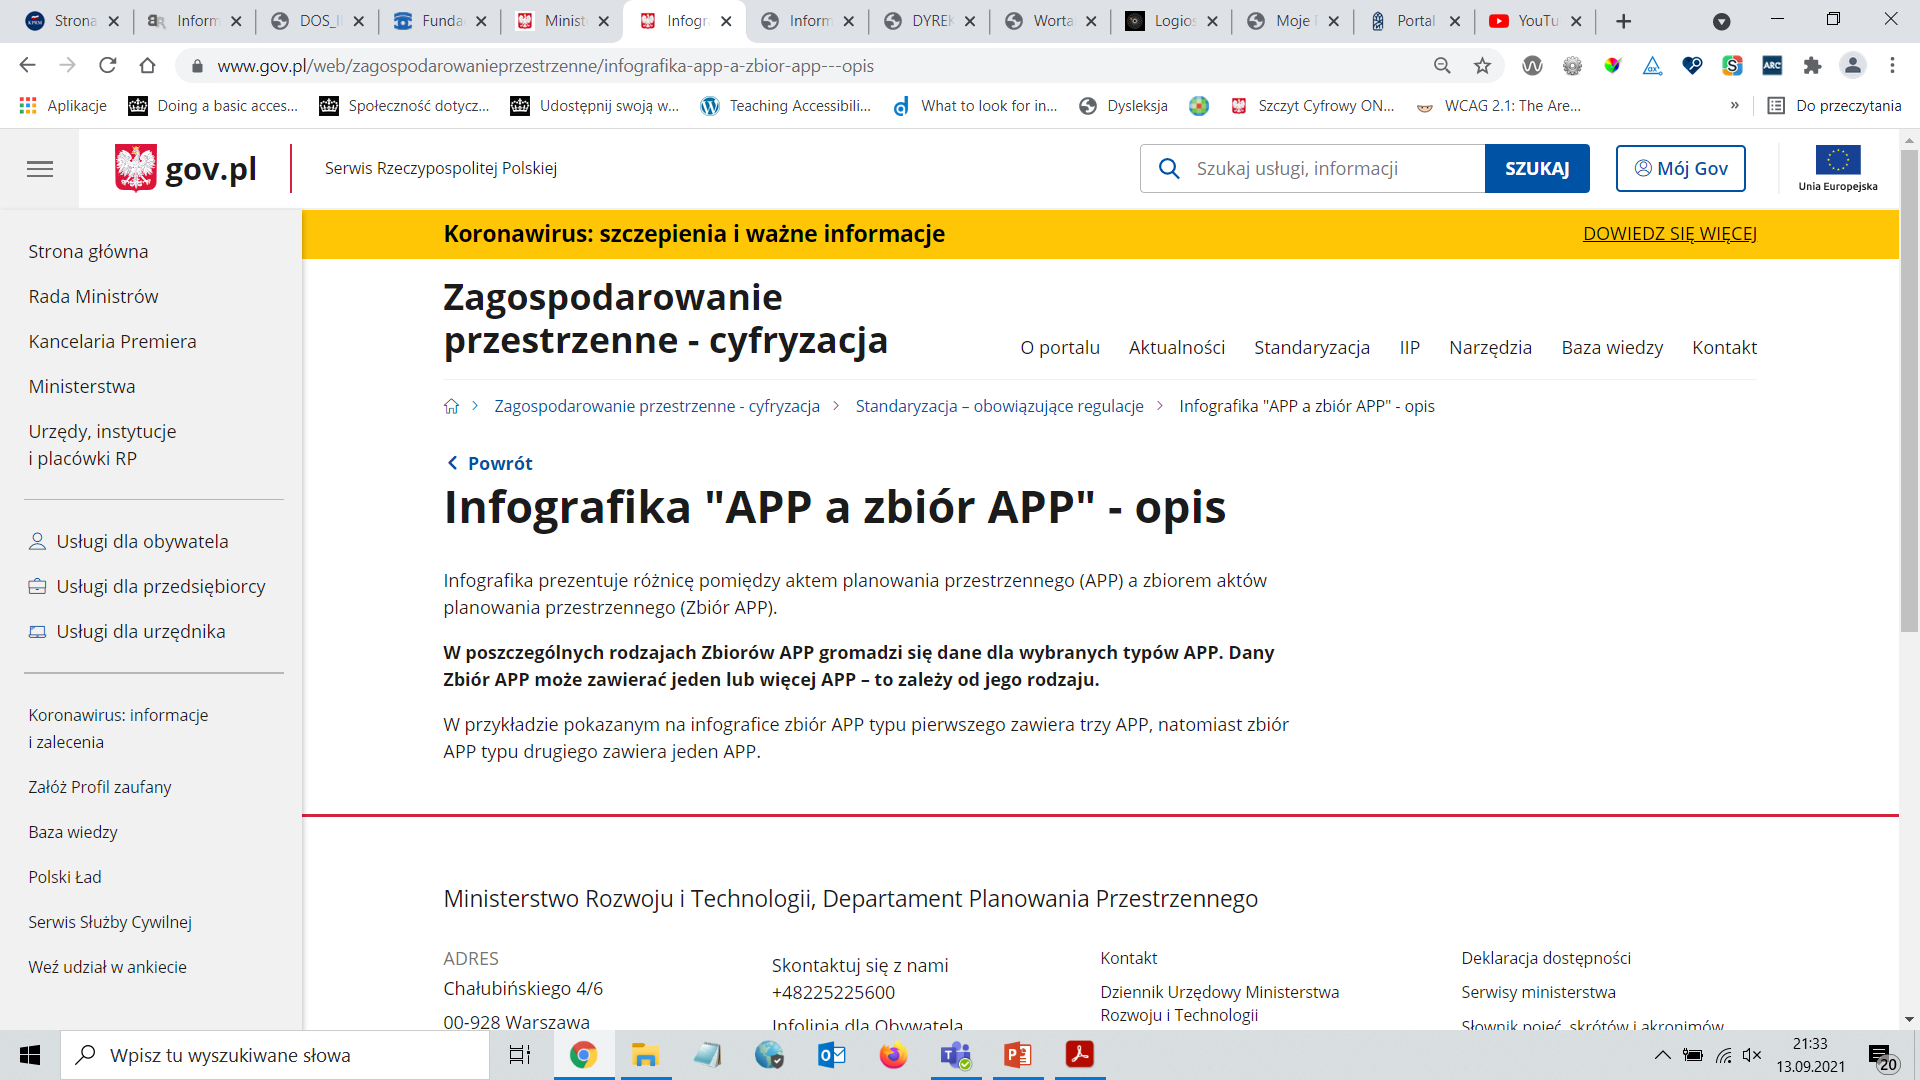 Strona
Inform
DOS_I
Funda
Minist
Infogr
Inform
DYREK
Worta
Logios
Moje
Portal
YouTu
www.gov.pl/web/zagospodarowanieprzestrzenne/infografika-app-a-zbior-app---opis
Aplikacje
Doing a basic acces...
Społeczność dotycz...
Udostępnij swoją w...
Teaching Accessibili...
What to look for in...
Dysleksja
Szczyt Cyfrowy ON...
WCAG 2.1: The Are...
»
Do przeczytania
gov.pl
Serwis Rzeczypospolitej Polskiej
Szukaj usługi, informacji
SZUKAJ
Mój Gov
Unia Europejska
Strona główna
Rada Ministrów
Kancelaria Premiera
Ministerstwa
Urzędy, instytucje
i placówki RP
Usługi dla obywatela
Usługi dla przedsiębiorcy
Usługi dla urzędnika
Koronawirus: informacje
i zalecenia
Załóż Profil zaufany
Baza wiedzy
Polski Ład
Serwis Służby Cywilnej
Weź udział w ankiecie
Koronawirus: szczepienia i ważne informacje
DOWIEDZ SIĘ WIĘCEJ
Zagospodarowanie
przestrzenne - cyfryzacja
O portalu
Aktualności
Standaryzacja
IIP
Narzędzia
Baza wiedzy
Kontakt
Zagospodarowanie przestrzenne - cyfryzacja
Standaryzacja – obowiązujące regulacje
Infografika "APP a zbiór APP" - opis
Powrót
Infografika "APP a zbiór APP" - opis
Infografika prezentuje różnicę pomiędzy aktem planowania przestrzennego (APP) a zbiorem aktów
planowania przestrzennego (Zbiór APP).
W poszczególnych rodzajach Zbiorów APP gromadzi się dane dla wybranych typów APP. Dany
Zbiór APP może zawierać jeden lub więcej APP – to zależy od jego rodzaju.
W przykładzie pokazanym na infografice zbiór APP typu pierwszego zawiera trzy APP, natomiast zbiór
APP typu drugiego zawiera jeden APP.
Ministerstwo Rozwoju i Technologii, Departament Planowania Przestrzennego
ADRES
Chałubińskiego 4/6
00-928 Warszawa
Skontaktuj się z nami
+48225225600
Infolinia dla Obywatela
Kontakt
Dziennik Urzędowy Ministerstwa
Rozwoju i Technologii
Deklaracja dostępności
Serwisy ministerstwa
Słownik pojęć, skrótów i akronimów
Wpisz tu wyszukiwane słowa
21:33
13.09.2021
20